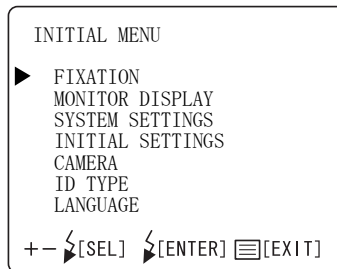 INITIAL MENU
FIXATION
MONITOR DISPLAY
SYSTEM SETTINGS
INITIAL SETTINGS
CAMERA
ID TYPE
LANGUAGE
+− [SEL] [ENTER] [EXIT]